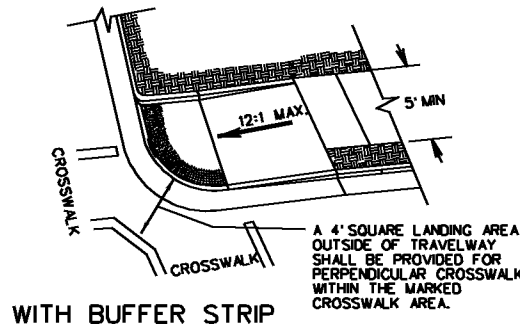 12:1 MAX.
5' MIN
CROSSWALK
CROSSWALK
A 4' SQUARE LANDING AREA
OUTSIDE OF TRAVELWAY
SHALL BE PROVIDED FOR
PERPENDICULAR CROSSWALK
WITHIN THE MARKED
CROSSWALK AREA.
WITH BUFFER STRIP